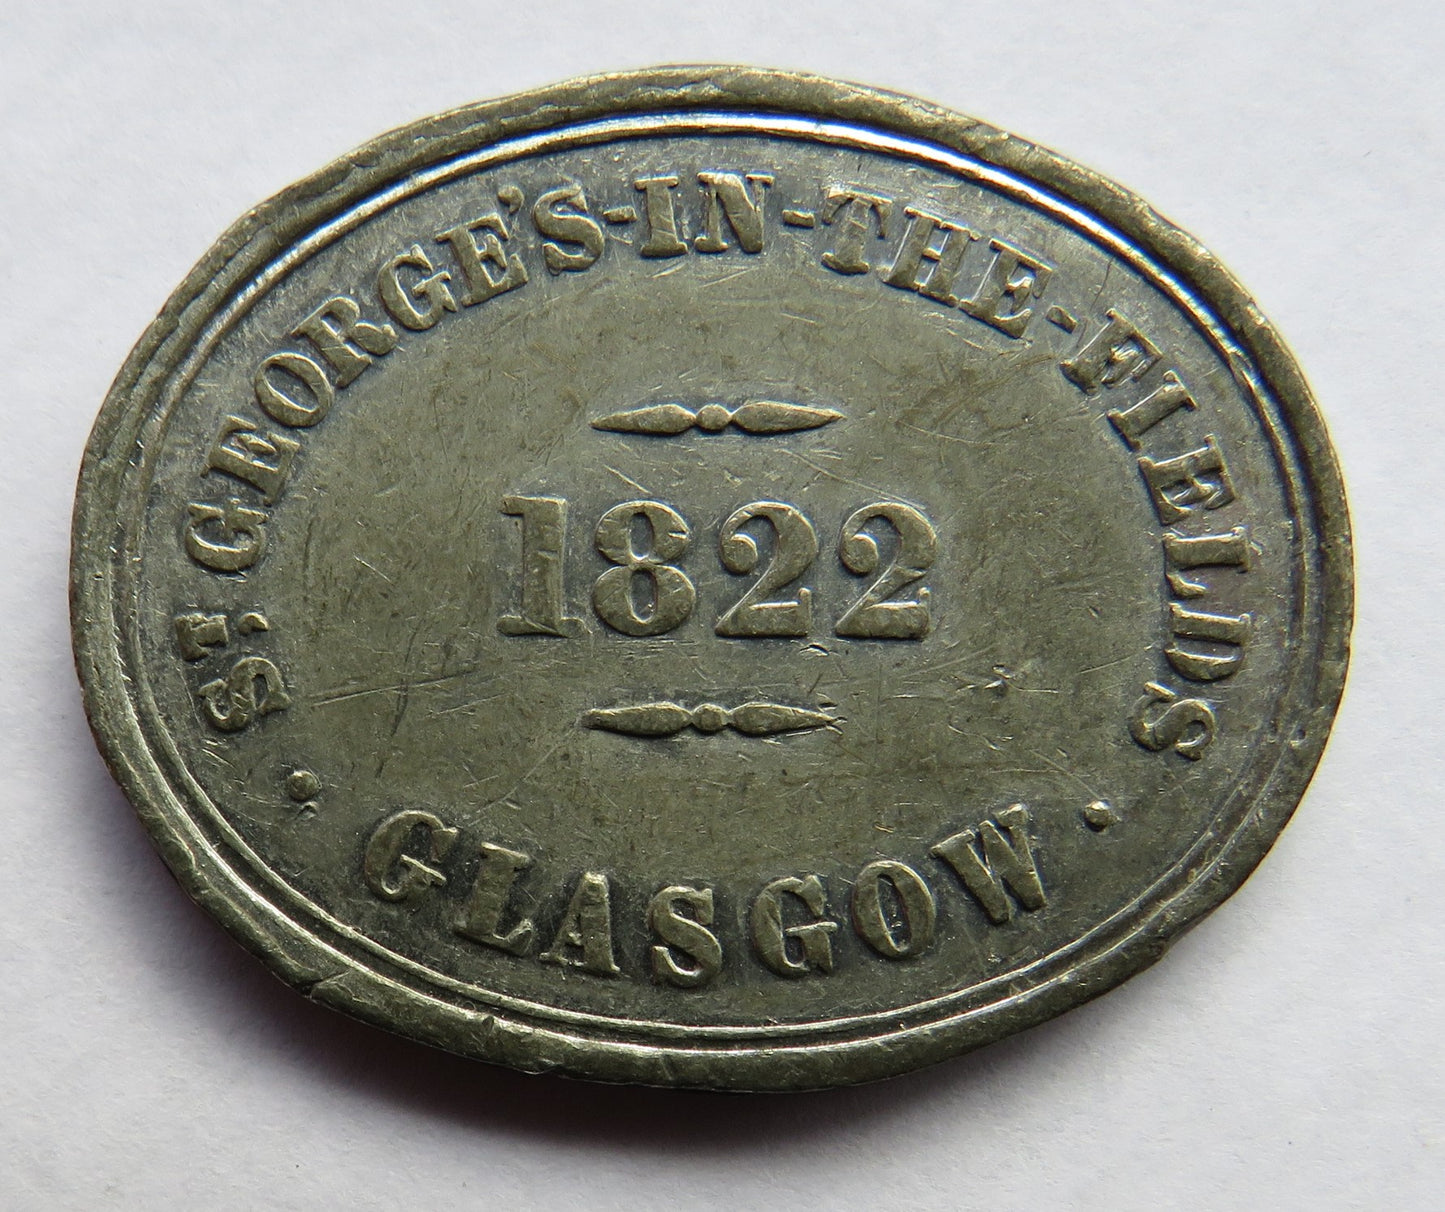 ST. GEORGE'S-IN-THE-FIELDS
1822
· GLASGOW ·